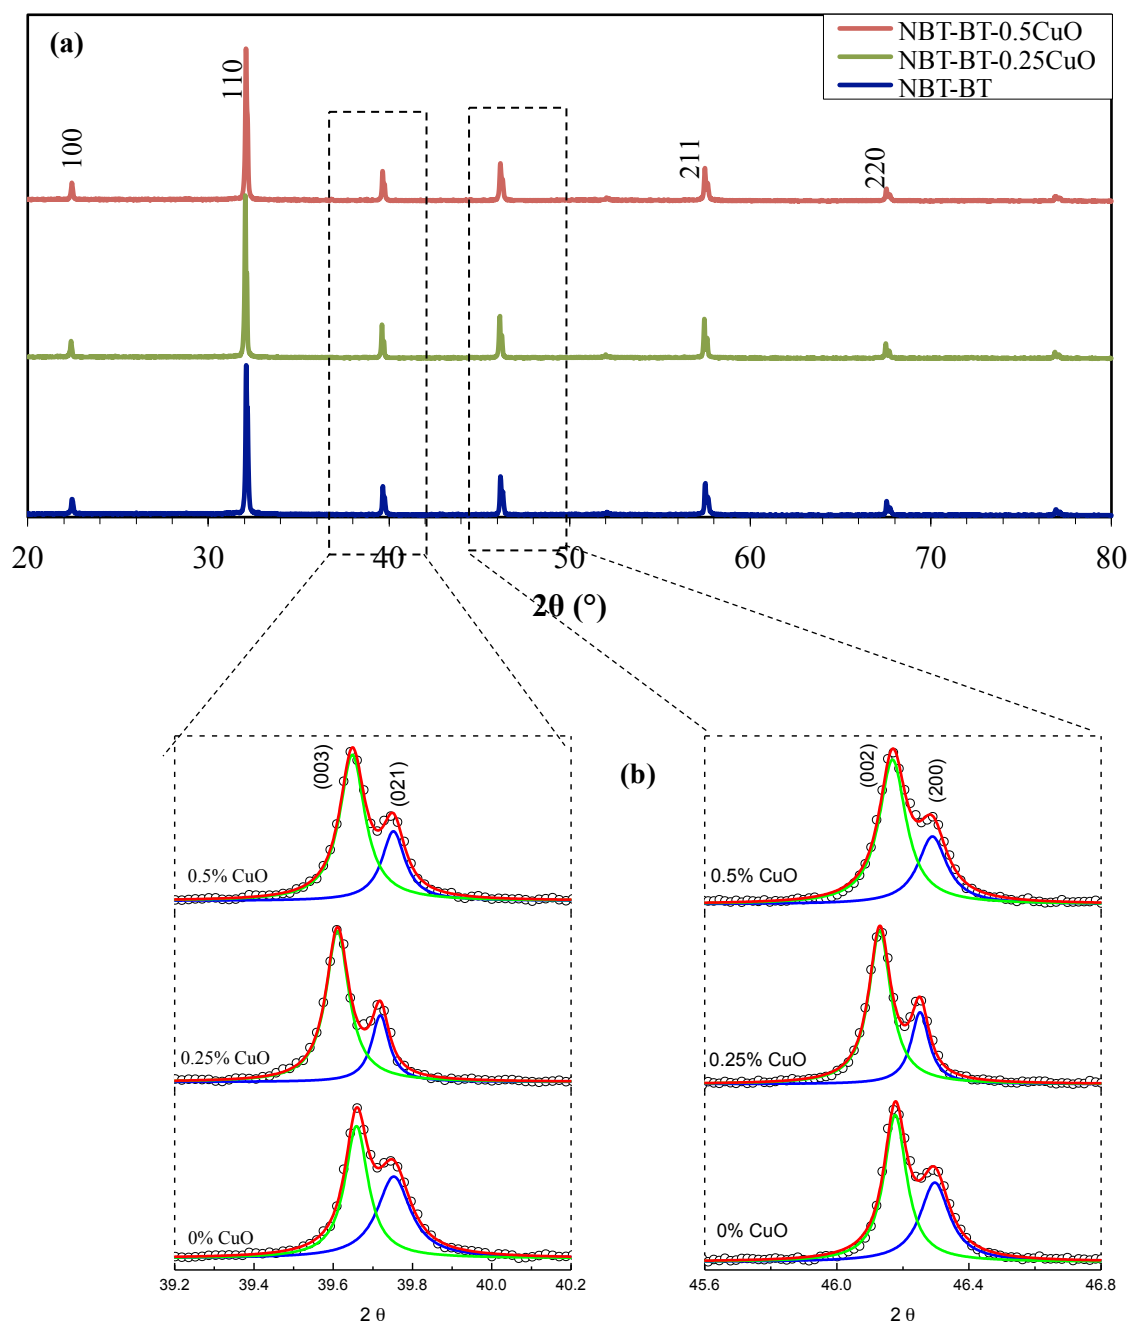 (a)
NBT-BT-0.5CuO
NBT-BT-0.25CuO
NBT-BT
100
110
211
220
20 30 40 50 60 70 80
2θ (°)
(b)
(003)
(021)
0.5% CuO
0.25% CuO
0% CuO
39.2 39.4 39.6 39.8 40.0 40.2
2 θ
(002)
(200)
0.5% CuO
0.25% CuO
0% CuO
45.6 46.0 46.4 46.8
2 θ